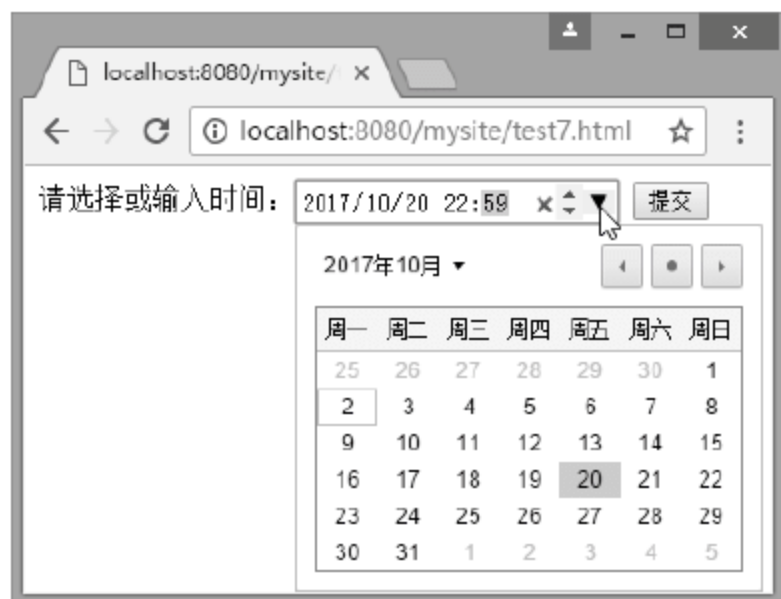 localhost:8080/mysite/
localhost:8080/mysite/test7.html
请选择或输入时间： 2017/10/20 22:59 提交
2017年10月
周一 周二 周三 周四 周五 周六 周日
25 26 27 28 29 30 1
2 3 4 5 6 7 8
9 10 11 12 13 14 15
16 17 18 19 20 21 22
23 24 25 26 27 28 29
30 31 1 2 3 4 5